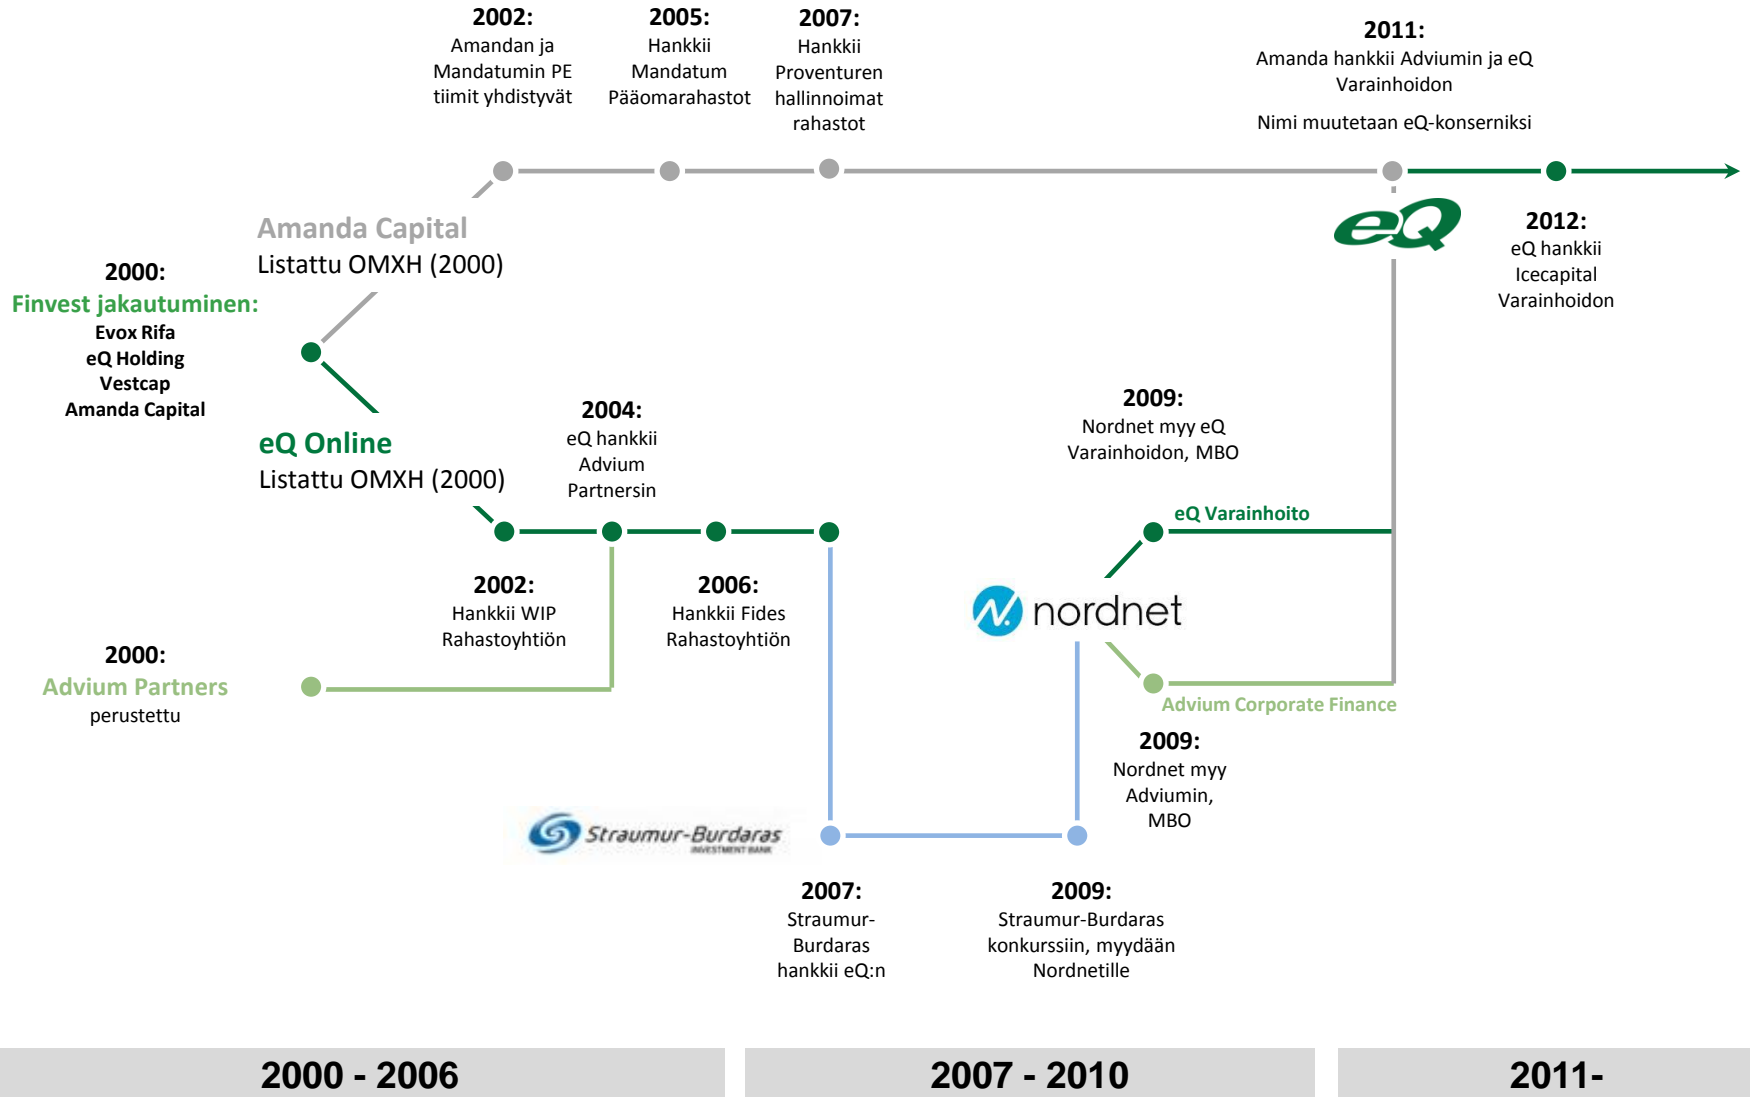 2002:
Amandan ja
Mandatumin PE
tiimit yhdistyvät
2005:
Hankkii
Mandatum
Pääomarahastot
2007:
Hankkii
Proventuren
hallinnoimat
rahastot
2011:
Amanda hankkii Adviumin ja eQ
Varainhoidon
Nimi muutetaan eQ-konserniksi
eQ
2012:
eQ hankkii
Icecapital
Varainhoidon
Amanda Capital
Listattu OMXH (2000)
2000:
Finvest jakautuminen:
Evox Rifa
eQ Holding
Vestcap
Amanda Capital
eQ Online
Listattu OMXH (2000)
2004:
eQ hankkii
Advium
Partnersin
2009:
Nordnet myy eQ
Varainhoidon, MBO
eQ Varainhoito
2002:
Hankkii WIP
Rahastoyhtiön
2006:
Hankkii Fides
Rahastoyhtiön
N. nordnet
2000:
Advium Partners
perustettu
Advium Corporate Finance
2009:
Nordnet myy
Adviumin,
MBO
Straumur-Burdaras
INVESTMENT BANK
2007:
Straumur-
Burdaras
hankkii eQ:n
2009:
Straumur-Burdaras
konkurssiin, myydään
Nordnetille
2000 - 2006
2007 - 2010
2011-